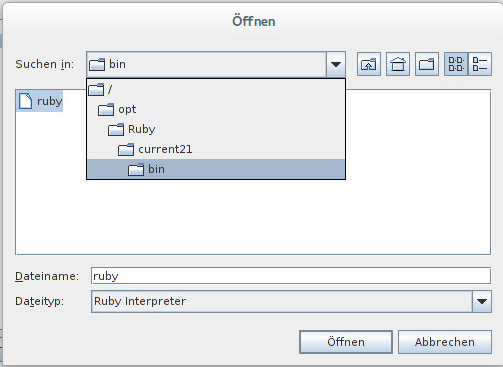 Öffnen
Suchen in: bin
/
opt
ruby
Ruby
current21
bin
Dateiname: ruby
Dateityp: Ruby Interpreter
Öffnen Abbrechen